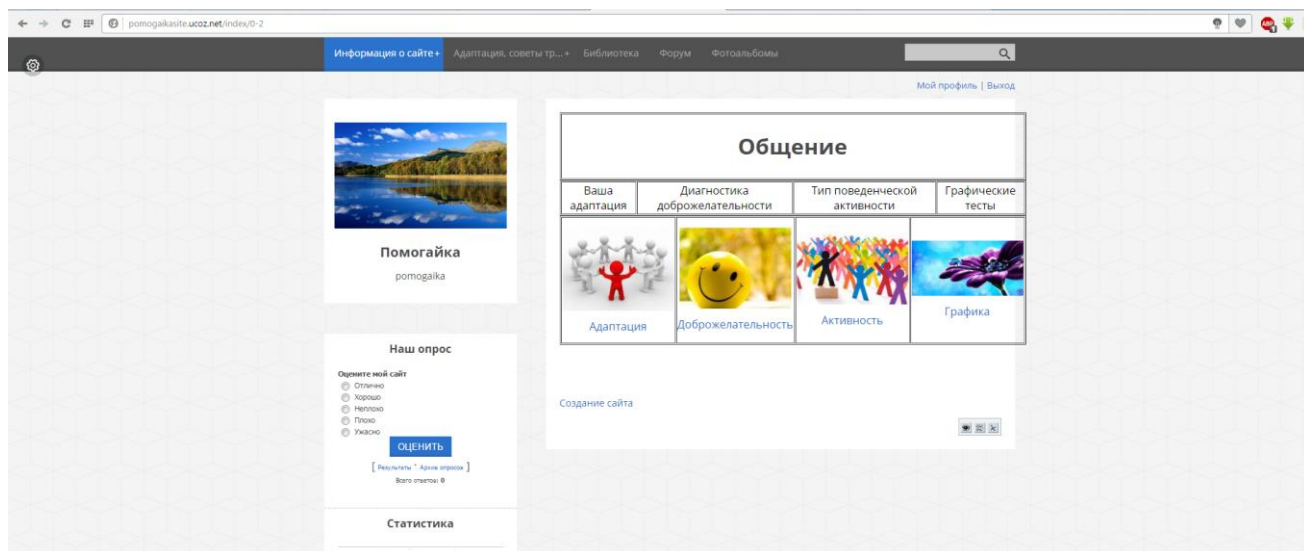 pomogaikasite.ucoz.net/index/0-2
Информация о сайте+ Адаптация, советы тр...+ Библиотека Форум Фотоальбомы
Мой профиль | Выход
Помогайка
pomogaika
Наш опрос
Оцените мой сайт
Отлично
Хорошо
Неплохо
Плохо
Ужасно
ОЦЕНИТЬ
[ Результаты · Архив опросов ]
Всего ответов: 0
Статистика
Общение
Ваша
адаптация
Диагностика
доброжелательности
Тип поведенческой
активности
Графические
тесты
Адаптация
Доброжелательность
Активность
Графика
Создание сайта